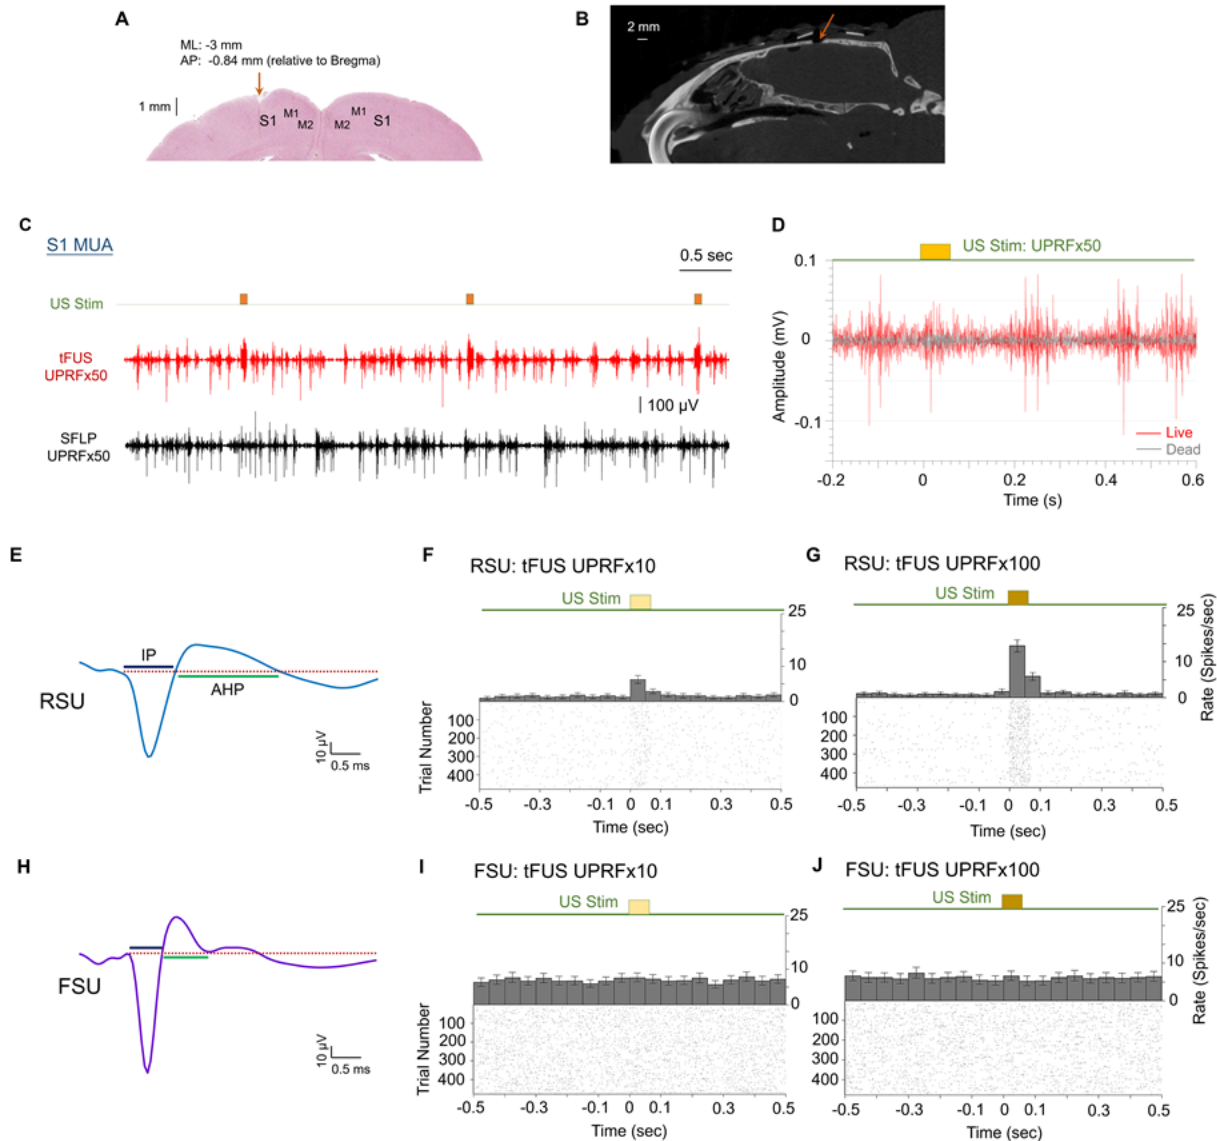 A
ML: -3 mm
AP: -0.84 mm (relative to Bregma)
1 mm
S1
M1
M2
M2
M1
S1
B
2 mm
C
S1 MUA
0.5 sec
US Stim
tFUS
UPRFx50
100 µV
SFLP
UPRFx50
D
US Stim: UPRFx50
Amplitude (mV)
0.1
0
-0.1
Live
Dead
-0.2
0
0.2
0.4
0.6
Time (s)
E
RSU
IP
AHP
10 µV
0.5 ms
F
RSU: tFUS UPRFx10
US Stim
25
10
0
Trial Number
100
200
300
400
-0.5
-0.3
-0.1
0
0.1
0.3
0.5
Time (sec)
G
RSU: tFUS UPRFx100
US Stim
25
10
0
Rate (Spikes/sec)
100
200
300
400
-0.5
-0.3
-0.1
0
0.1
0.3
0.5
Time (sec)
H
FSU
10 µV
0.5 ms
I
FSU: tFUS UPRFx10
US Stim
25
10
0
Trial Number
100
200
300
400
-0.5
-0.3
-0.1
0
0.1
0.3
0.5
Time (sec)
J
FSU: tFUS UPRFx100
US Stim
25
10
0
Rate (Spikes/sec)
100
200
300
400
-0.5
-0.3
-0.1
0
0.1
0.3
0.5
Time (sec)